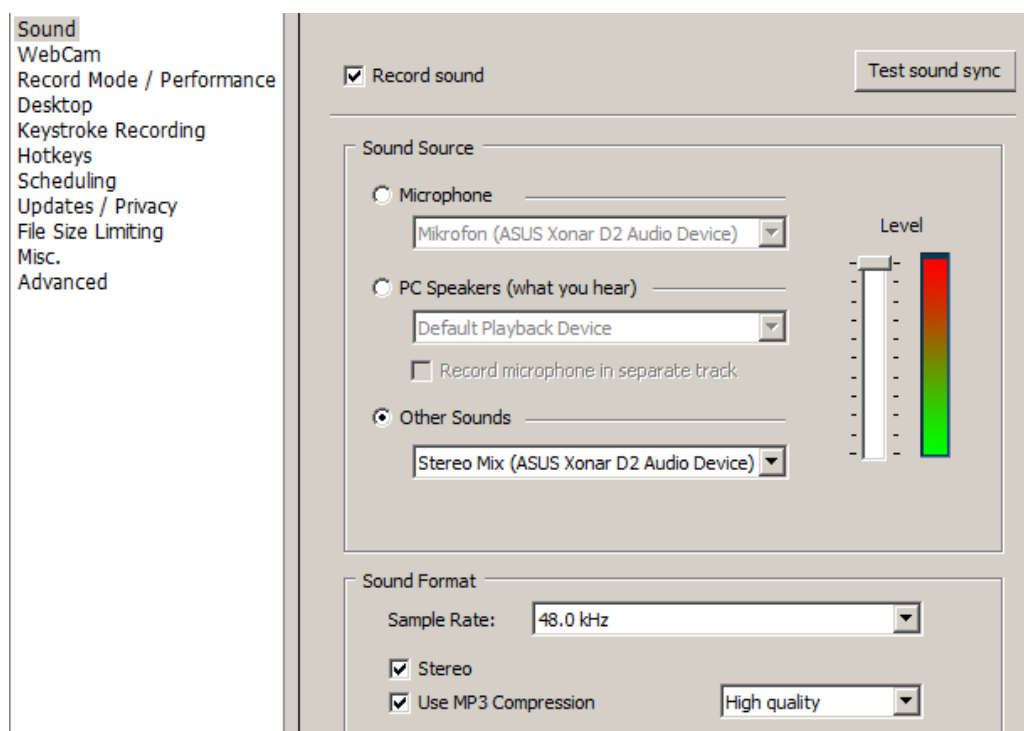 Sound
WebCam
Record Mode / Performance
Desktop
Keystroke Recording
Hotkeys
Scheduling
Updates / Privacy
File Size Limiting
Misc.
Advanced
Record sound
Test sound sync
Sound Source
Microphone
Mikrofon (ASUS Xonar D2 Audio Device)
Level
PC Speakers (what you hear)
Default Playback Device
Record microphone in separate track
Other Sounds
Stereo Mix (ASUS Xonar D2 Audio Device)
Sound Format
Sample Rate: 48.0 kHz
Stereo
Use MP3 Compression High quality